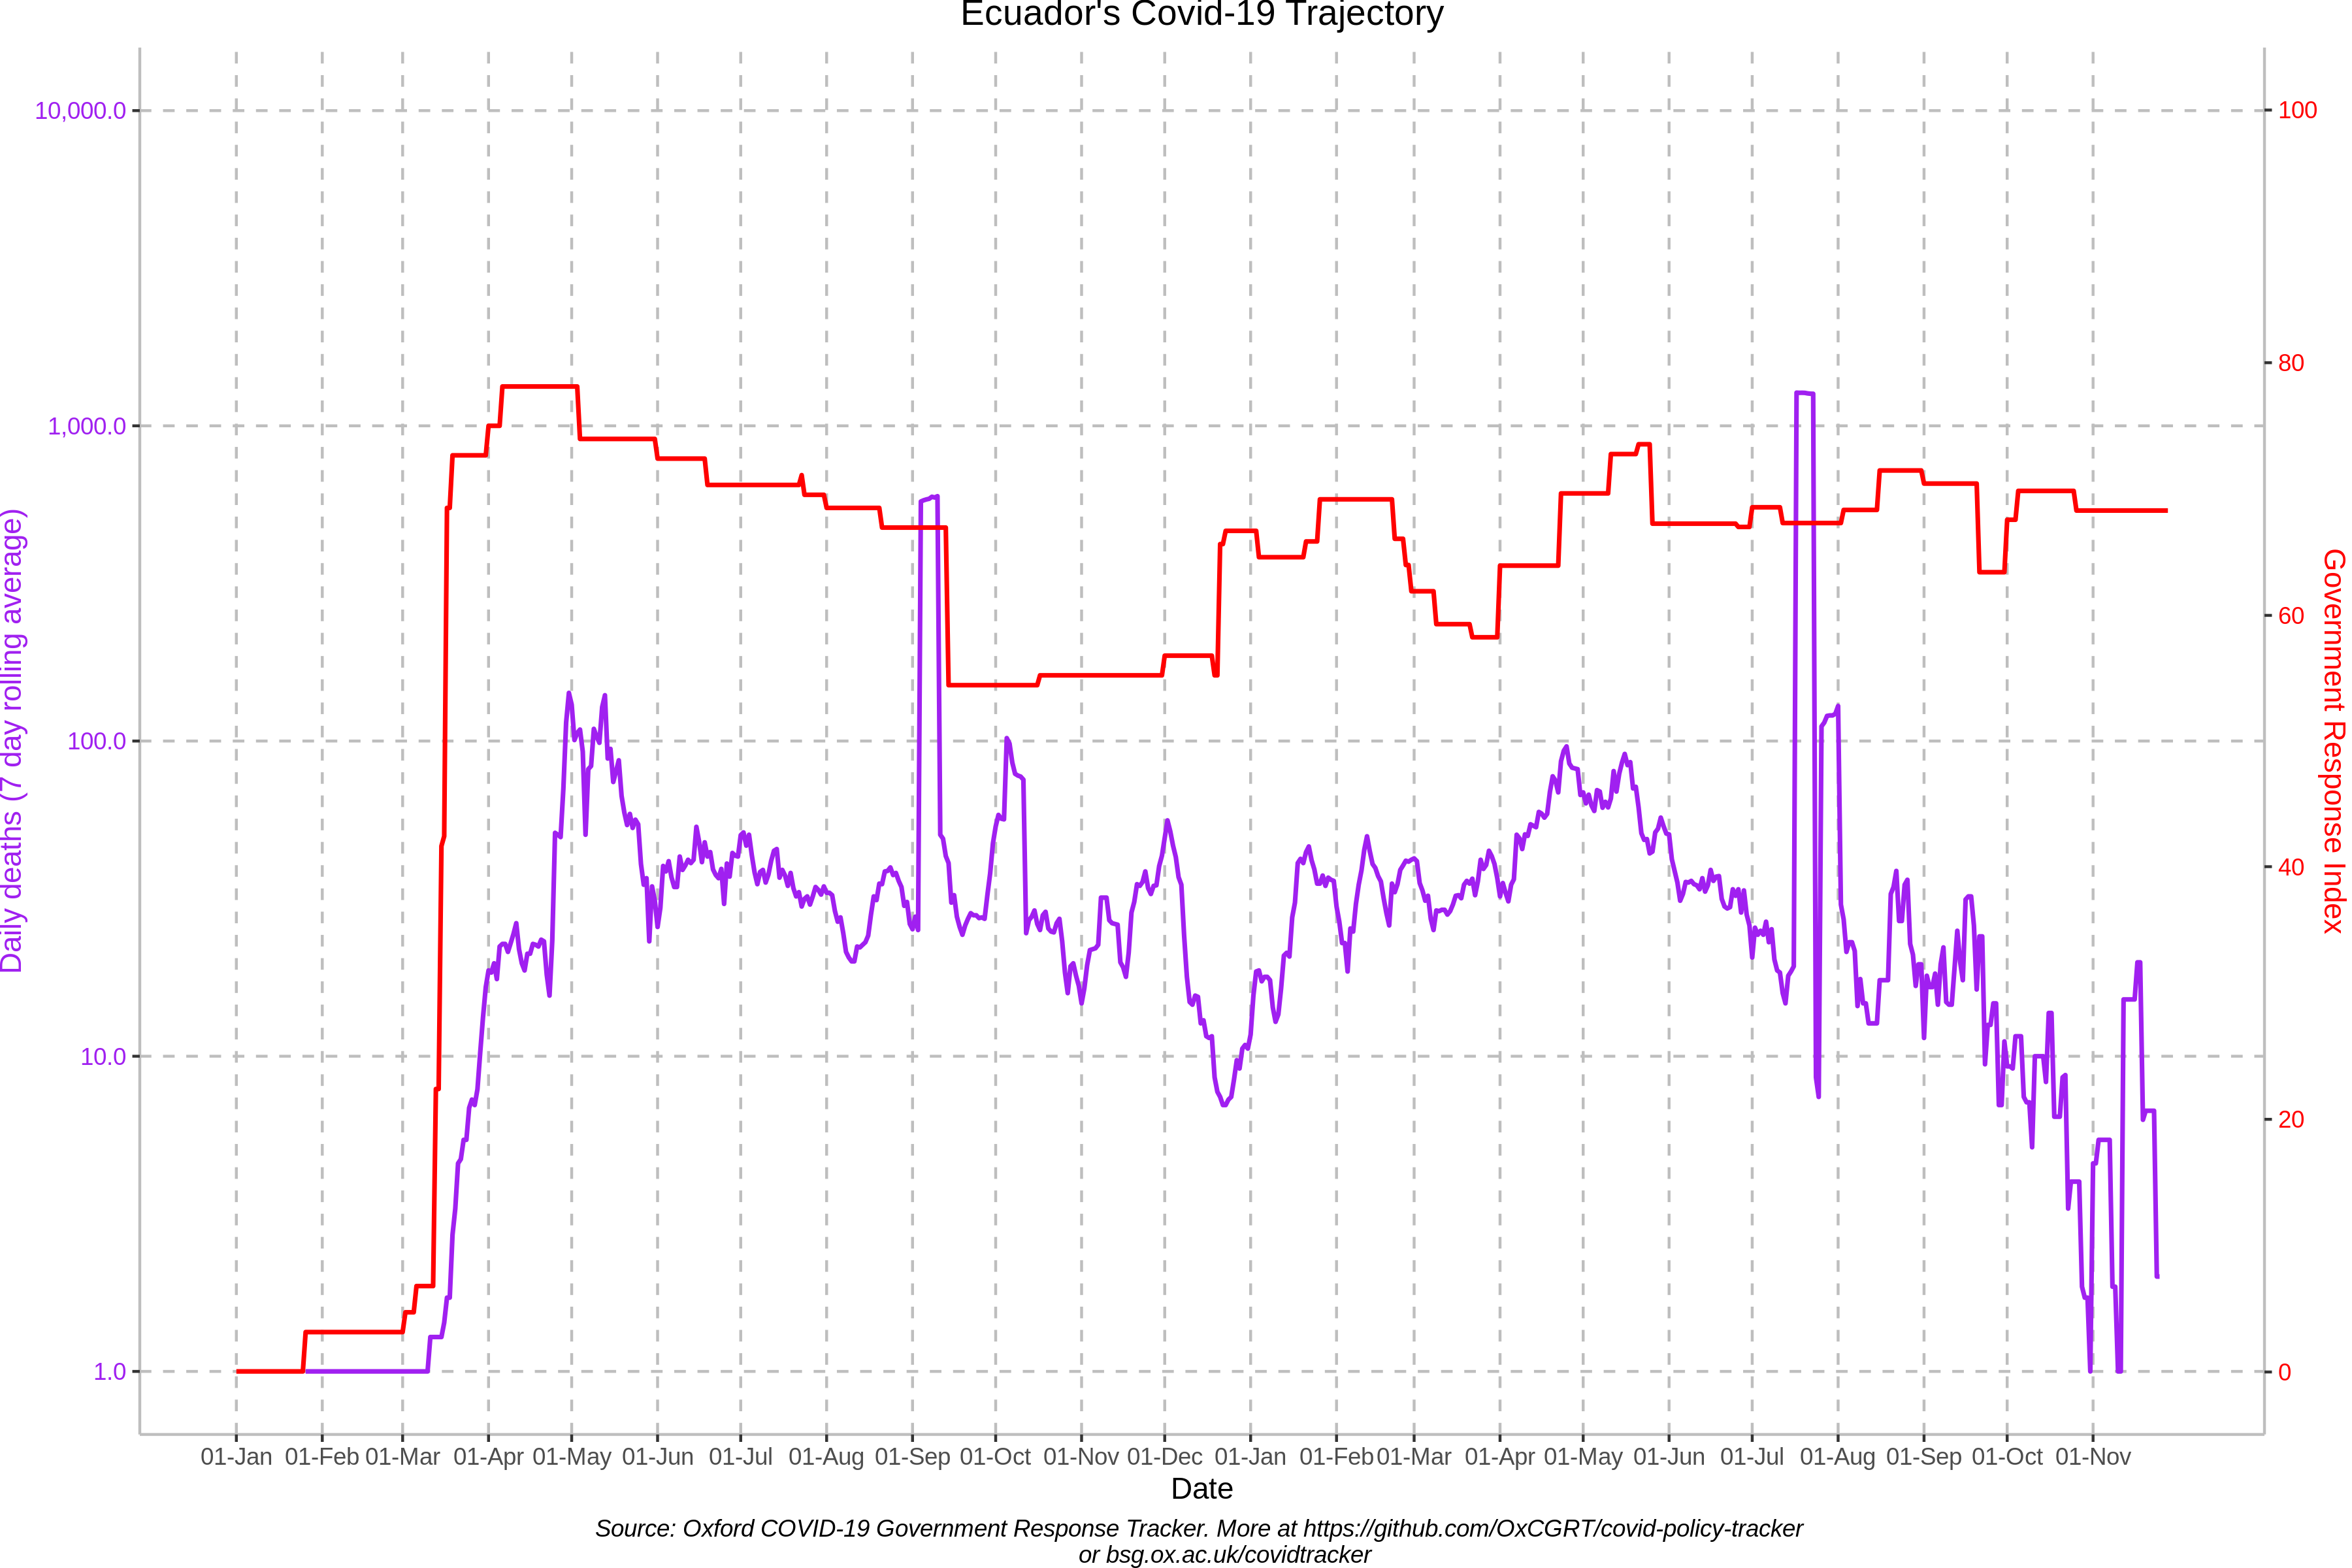 Ecuador's Covid-19 Trajectory
10,000.0
1,000.0
100.0
10.0
1.0
Daily deaths (7 day rolling average)
100
80
60
40
20
0
Government Response Index
01-Jan 01-Feb 01-Mar 01-Apr 01-May 01-Jun 01-Jul 01-Aug 01-Sep 01-Oct 01-Nov 01-Dec 01-Jan 01-Feb 01-Mar 01-Apr 01-May 01-Jun 01-Jul 01-Aug 01-Sep 01-Oct 01-Nov
Date
Source: Oxford COVID-19 Government Response Tracker. More at https://github.com/OxCGRT/covid-policy-tracker
or bsg.ox.ac.uk/covidtracker